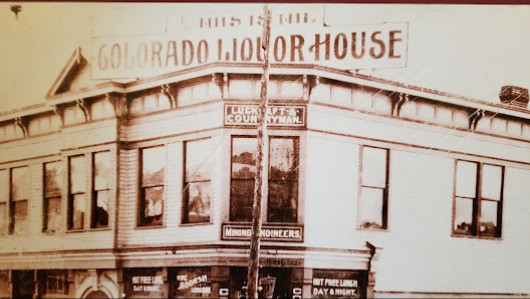 THIS IS THE
COLORADO LIQUOR HOUSE
LUCKRAFT &
COUNTRYMAN.
MINING ENGINEERS.
HOT FREE LUNCH
DAY & NIGHT.
HOT FREE LUNCH
DAY & NIGHT.